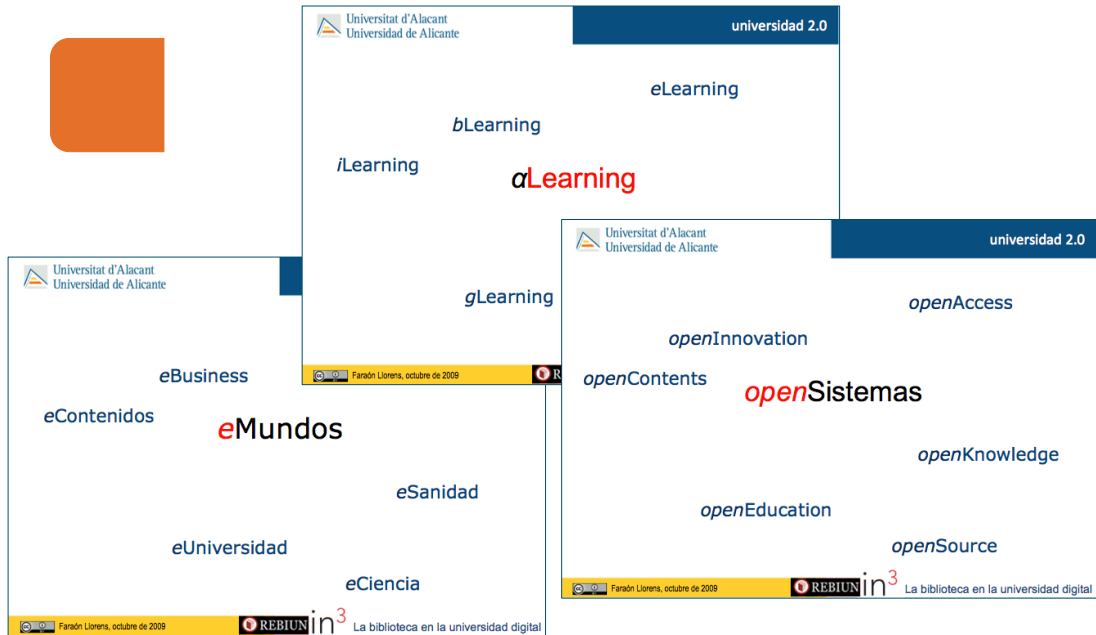 Universitat d'Alacant
Universidad de Alicante
universidad 2.0
eLearning
bLearning
iLearning
αLearning
gLearning
Faraón Llorens, octubre de 2009
Universitat d'Alacant
Universidad de Alicante
eBusiness
eContenidos
eMundos
eSanidad
eUniversidad
eCiencia
Faraón Llorens, octubre de 2009
REBIUN in3 La biblioteca en la universidad digital
Universitat d'Alacant
Universidad de Alicante
universidad 2.0
openAccess
openInnovation
openContents
openSistemas
openKnowledge
openEducation
openSource
Faraón Llorens, octubre de 2009
REBIUN in3 La biblioteca en la universidad digital